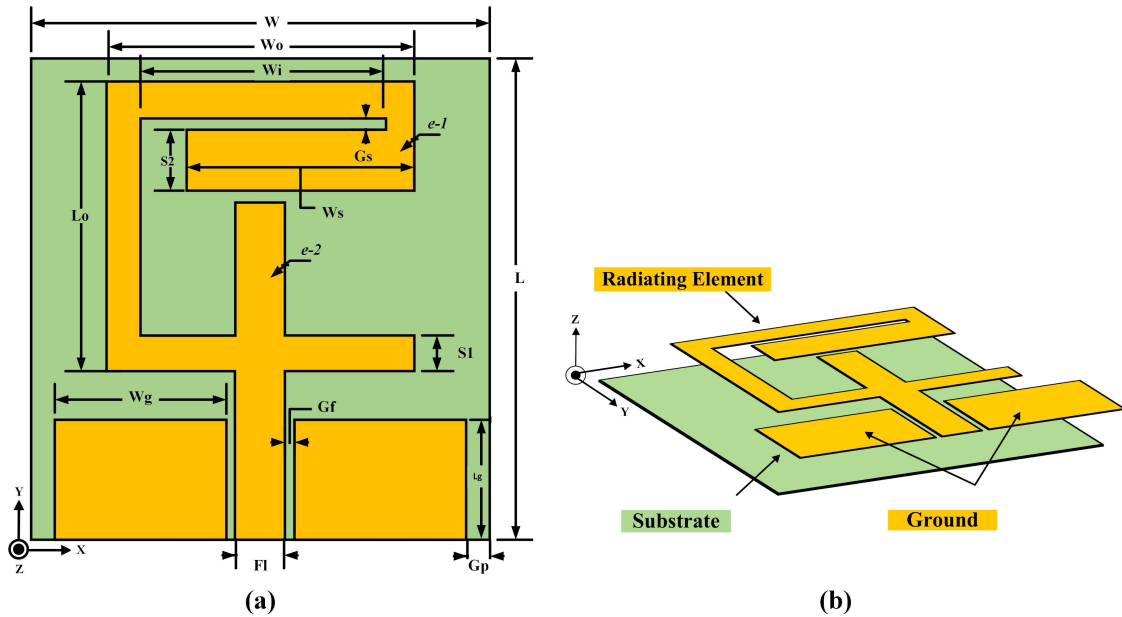 W
Wo
Wi
e-1
S2
Gs
Lo
Ws
e-2
L
S1
Wg
Gf
Lg
Y
X
Z
Fl
Gp
(a)
Radiating Element
Z
X
Y
Substrate
Ground
(b)